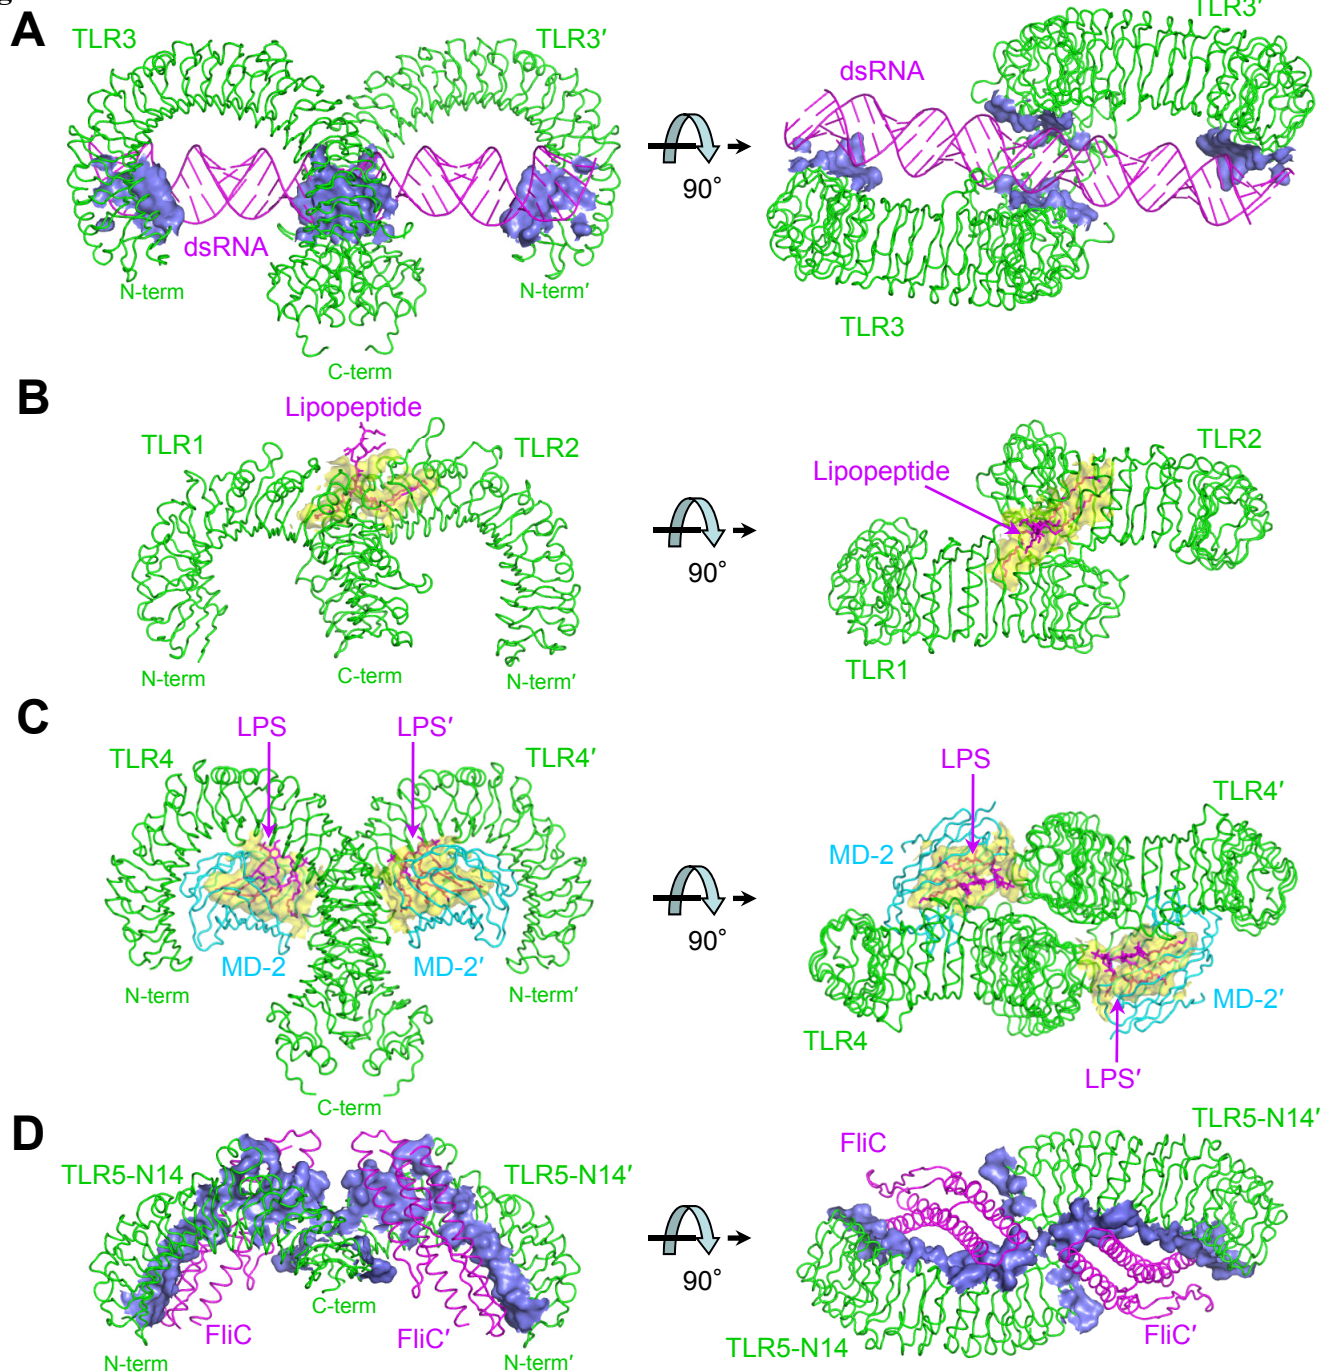 A
TLR3
TLR3′
dsRNA
N-term
N-term′
C-term
90°
TLR3′
dsRNA
TLR3
B
Lipopeptide
TLR1
TLR2
N-term
C-term
N-term′
90°
TLR2
Lipopeptide
TLR1
C
LPS
LPS′
TLR4
TLR4′
MD-2
MD-2′
N-term
N-term′
C-term
90°
LPS
TLR4′
MD-2
MD-2′
TLR4
LPS′
D
TLR5-N14
TLR5-N14′
C-term
FliC
FliC′
N-term
N-term′
90°
TLR5-N14′
FliC
FliC′
TLR5-N14